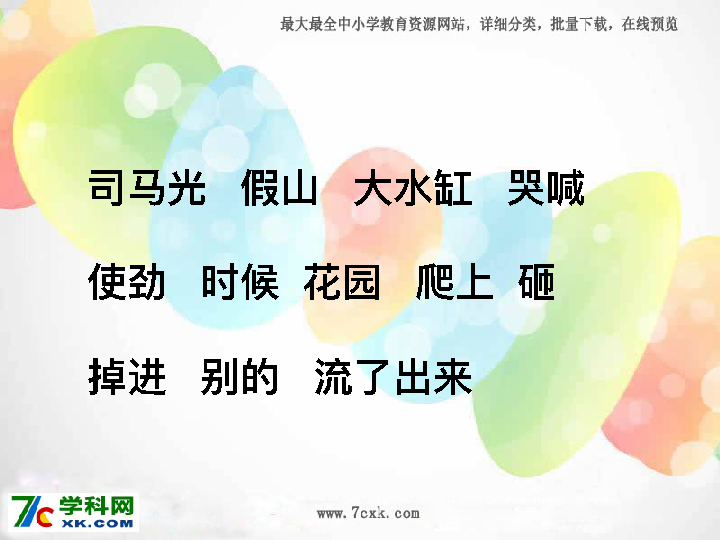 最大最全中小学教育资源网站，详细分类，批量下载，在线预览
司马光 假山 大水缸 哭喊
使劲 时候 花园 爬上 砸
掉进 别的 流了出来
7c学科网
XK.COM
www.7cxk.com